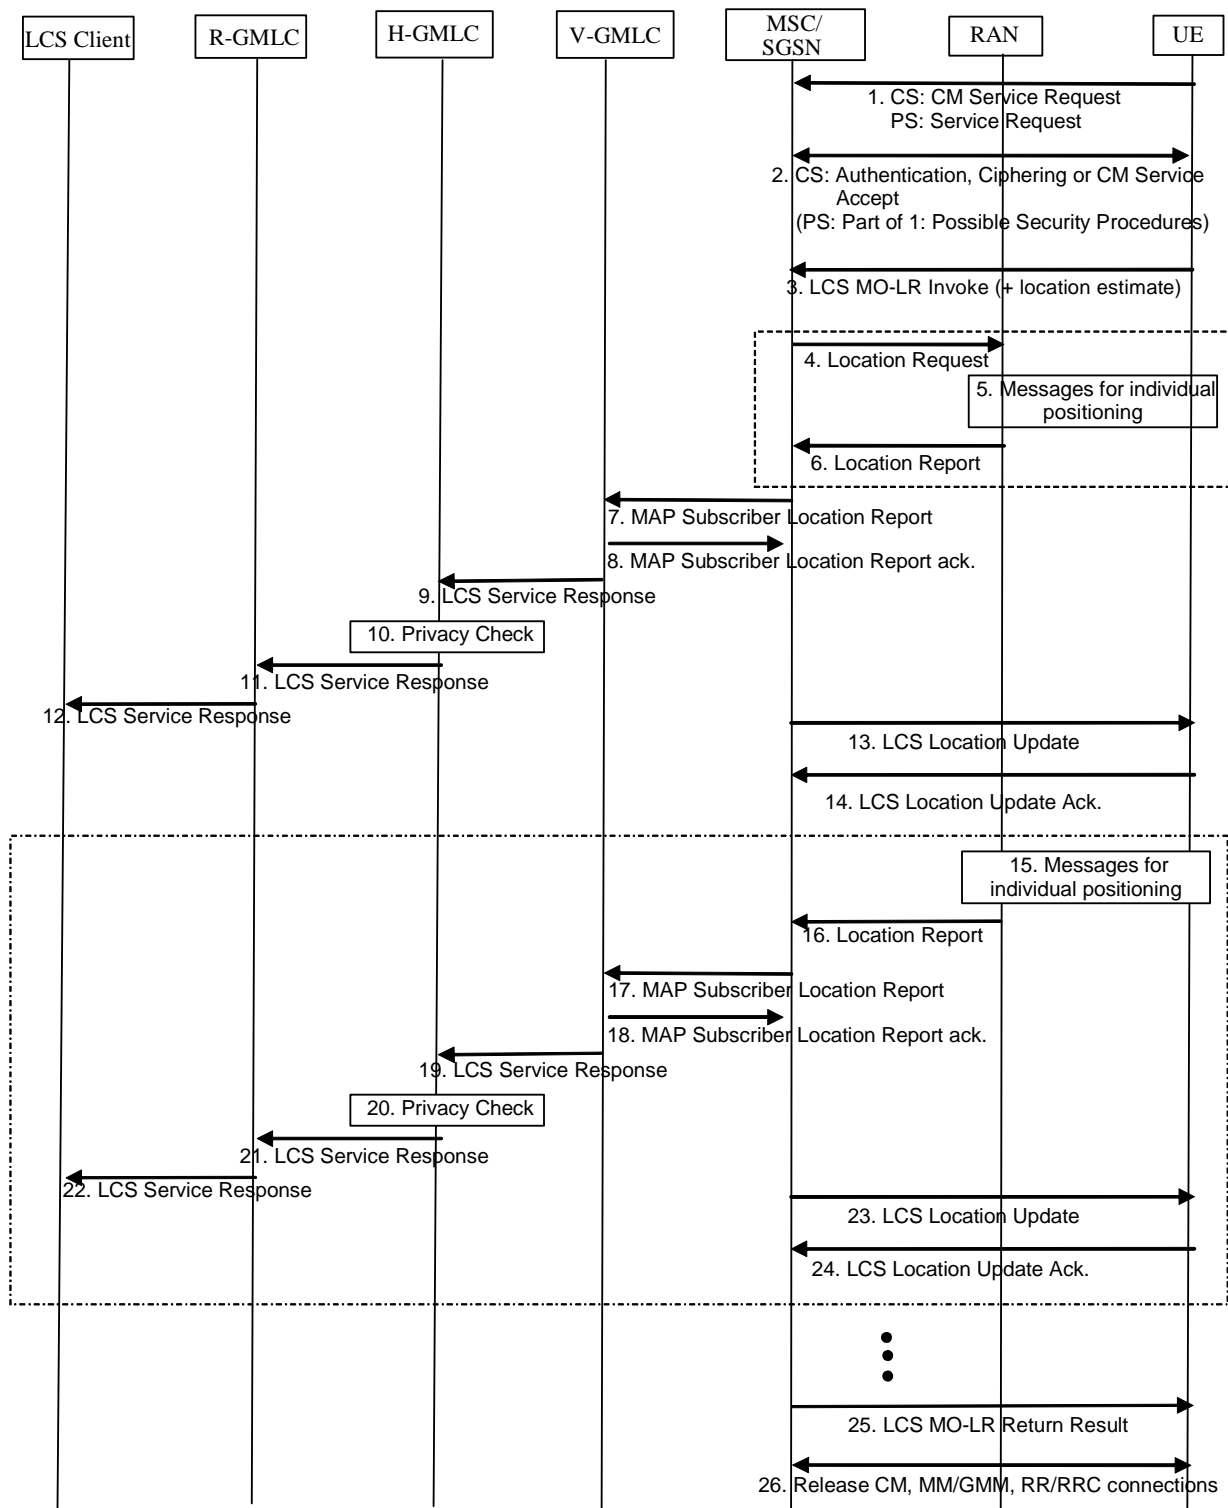 LCS Client
R-GMLC
H-GMLC
V-GMLC
MSC/
SGSN
RAN
UE
1. CS: CM Service Request
PS: Service Request
2. CS: Authentication, Ciphering or CM Service
Accept
(PS: Part of 1: Possible Security Procedures)
3. LCS MO-LR Invoke (+ location estimate)
4. Location Request
5. Messages for individual
positioning
6. Location Report
7. MAP Subscriber Location Report
8. MAP Subscriber Location Report ack.
9. LCS Service Response
10. Privacy Check
11. LCS Service Response
12. LCS Service Response
13. LCS Location Update
14. LCS Location Update Ack.
15. Messages for
individual positioning
16. Location Report
17. MAP Subscriber Location Report
18. MAP Subscriber Location Report ack.
19. LCS Service Response
20. Privacy Check
21. LCS Service Response
22. LCS Service Response
23. LCS Location Update
24. LCS Location Update Ack.
25. LCS MO-LR Return Result
26. Release CM, MM/GMM, RR/RRC connections